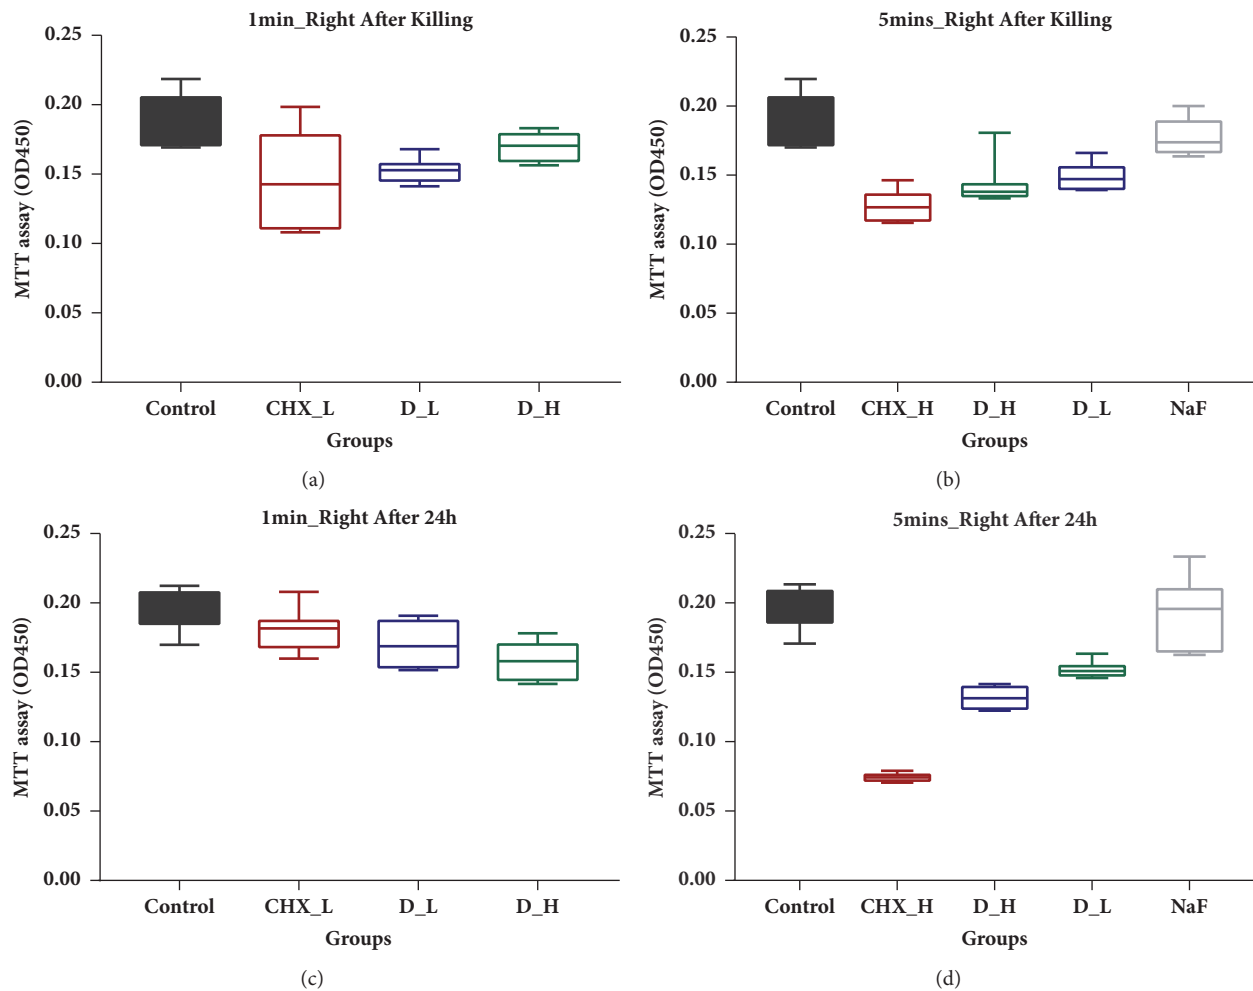 1min_Right After Killing
0.25
0.20
0.15
0.10
0.05
0.00
MTT assay (OD450)
Control CHX_L D_L D_H
Groups
(a)
5mins_Right After Killing
0.25
0.20
0.15
0.10
0.05
0.00
MTT assay (OD450)
Control CHX_H D_H D_L NaF
Groups
(b)
1min_Right After 24h
0.25
0.20
0.15
0.10
0.05
0.00
MTT assay (OD450)
Control CHX_L D_L D_H
Groups
(c)
5mins_Right After 24h
0.25
0.20
0.15
0.10
0.05
0.00
MTT assay (OD450)
Control CHX_H D_H D_L NaF
Groups
(d)